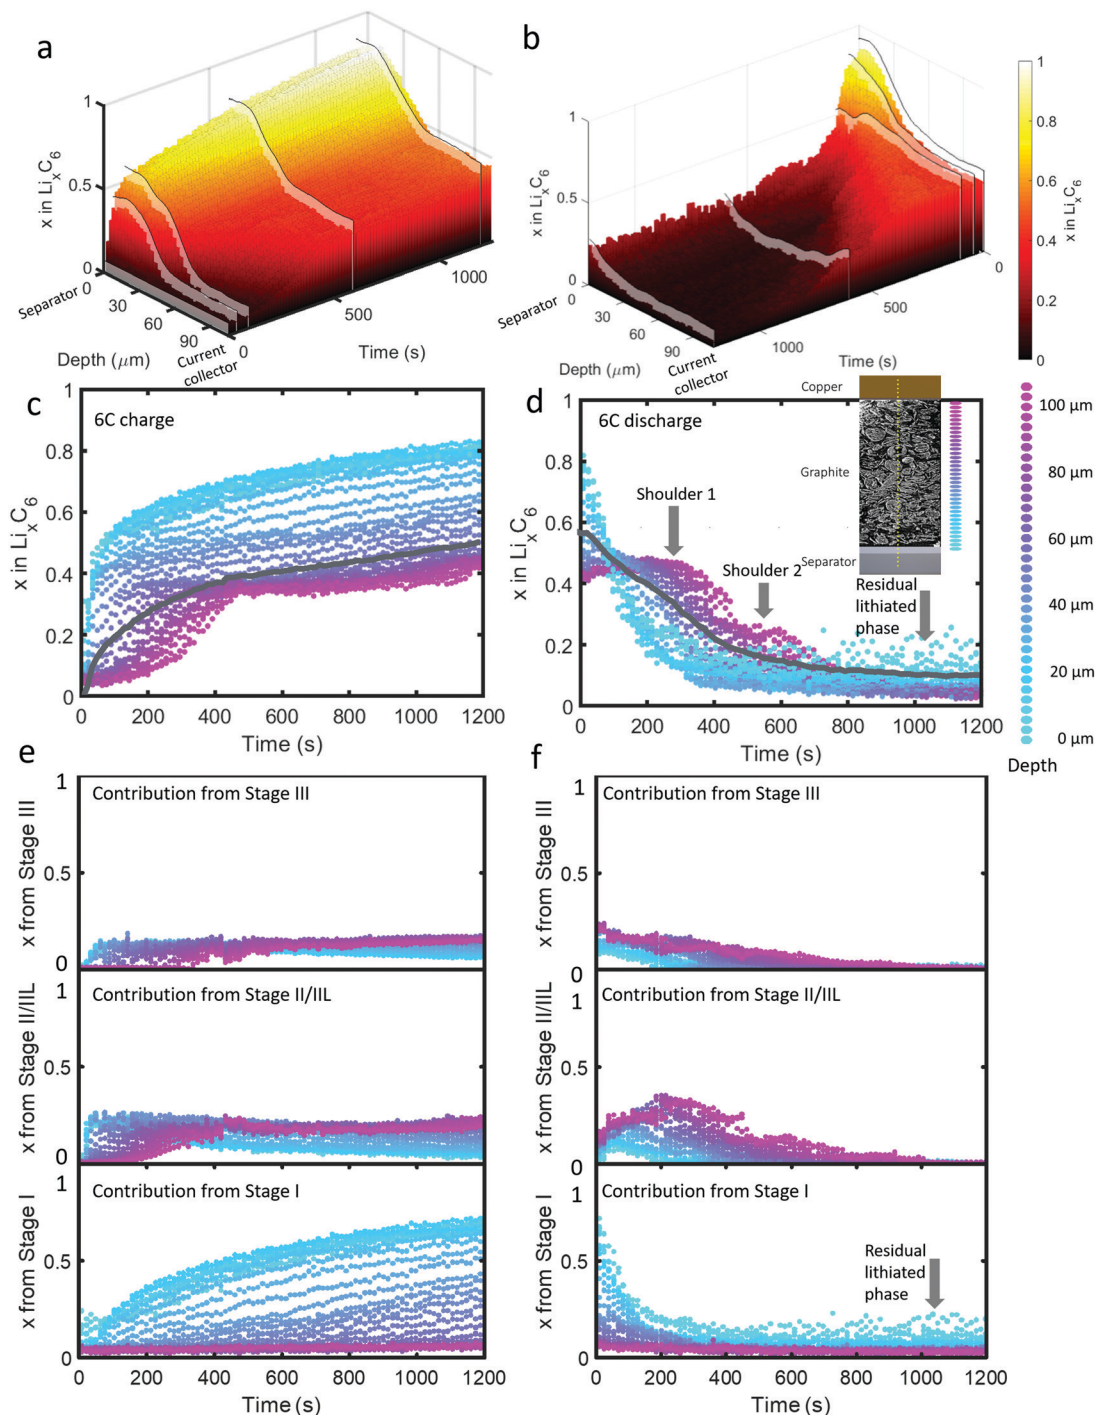 a
1
0.5
0
x in LiₓC₆
Separator
0
30
60
90
Depth (μm)
Current
collector
0
500
1000
Time (s)
b
1
0.5
0
x in LiₓC₆
Separator
0
30
60
90
Depth (μm)
Current
collector
1000
500
0
Time (s)
1
0.8
0.6
0.4
0.2
0
x in LiₓC₆
c
6C charge
1
0.8
0.6
0.4
0.2
0
x in LiₓC₆
0 200 400 600 800 1000 1200
Time (s)
d
6C discharge
1
0.8
0.6
0.4
0.2
0
x in LiₓC₆
Shoulder 1
Shoulder 2
Copper
Graphite
Separator
Residual
lithiated
phase
0 200 400 600 800 1000 1200
Time (s)
100 μm
80 μm
60 μm
40 μm
20 μm
0 μm
Depth
e
Contribution from Stage III
1
0.5
0
x from Stage III
Contribution from Stage II/IIL
1
0.5
0
x from Stage II/IIL
Contribution from Stage I
1
0.5
0
x from Stage I
0 200 400 600 800 1000 1200
Time (s)
f
Contribution from Stage III
1
0.5
0
x from Stage III
Contribution from Stage II/IIL
1
0.5
0
x from Stage II/IIL
Contribution from Stage I
1
0.5
0
x from Stage I
Residual
lithiated
phase
0 200 400 600 800 1000 1200
Time (s)